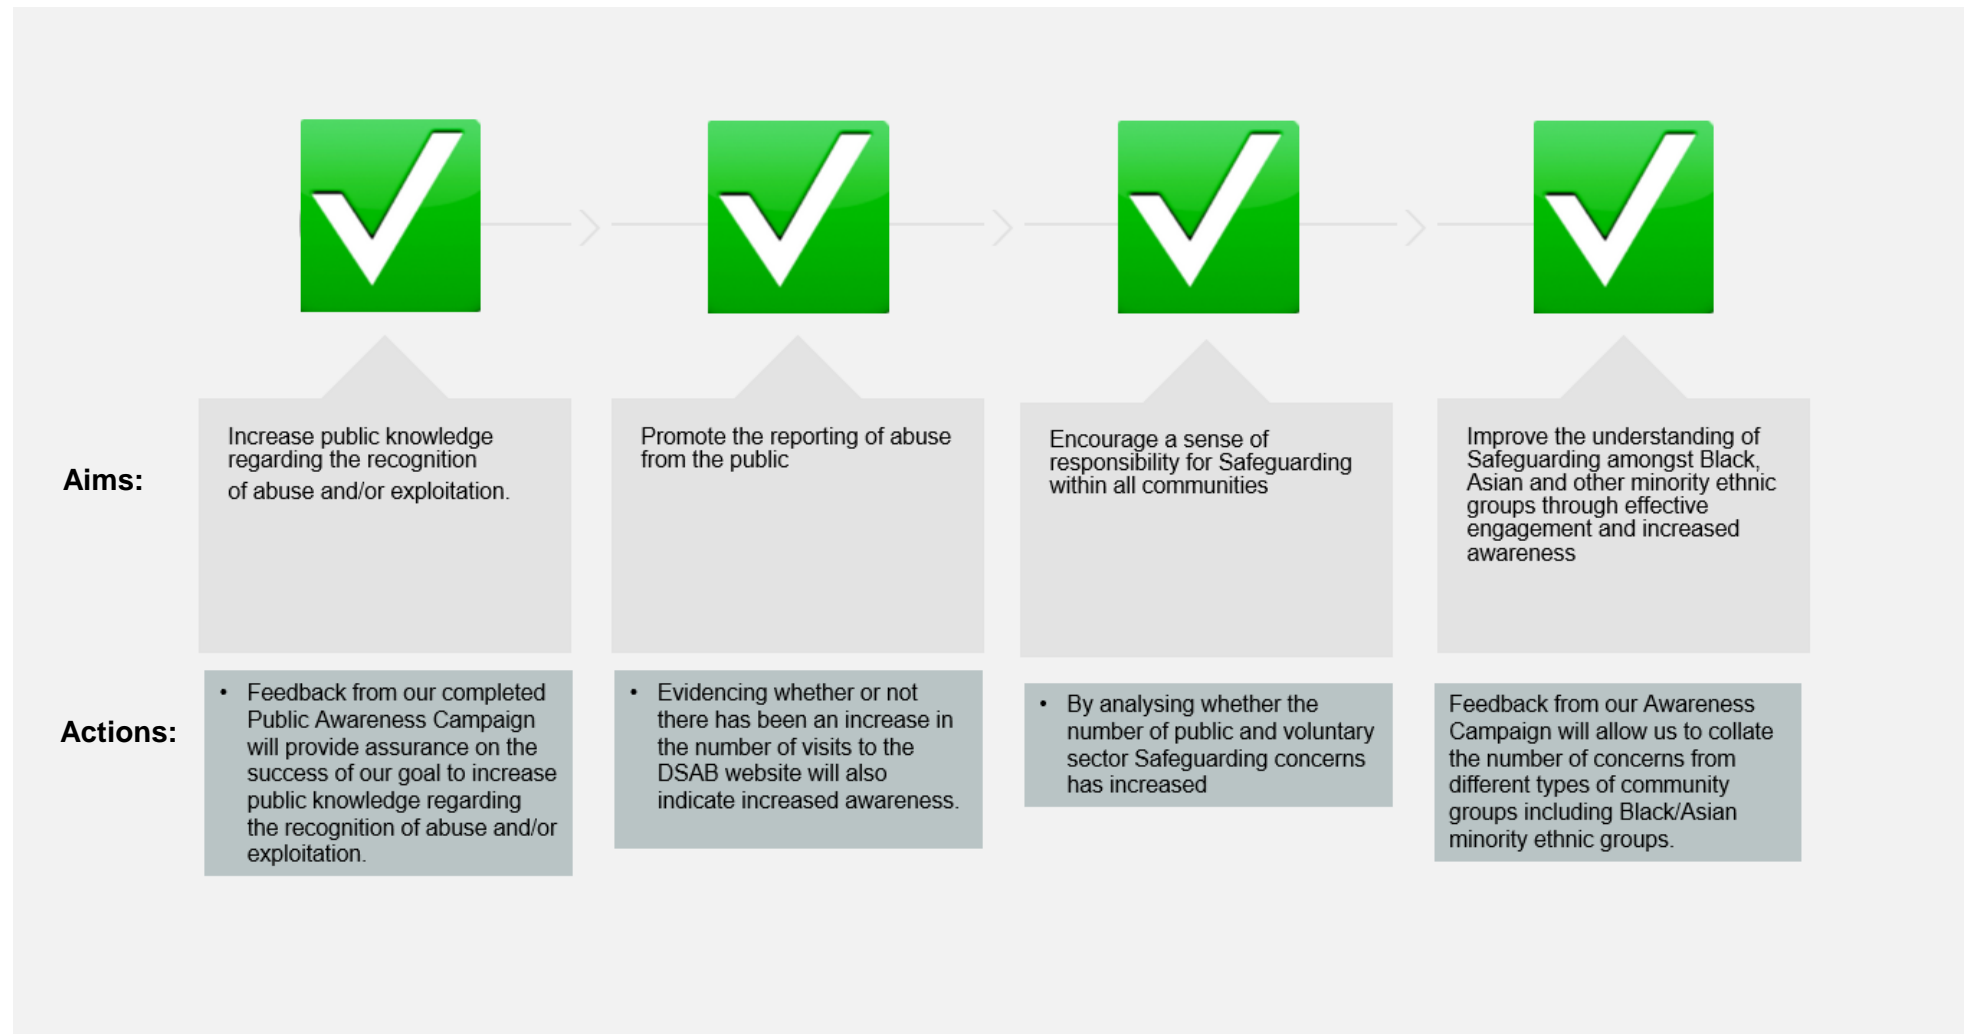 Aims:
Increase public knowledge
regarding the recognition
of abuse and/or exploitation.
Promote the reporting of abuse
from the public
Encourage a sense of
responsibility for Safeguarding
within all communities
Improve the understanding of
Safeguarding amongst Black,
Asian and other minority ethnic
groups through effective
engagement and increased
awareness
Actions:
• Feedback from our completed
Public Awareness Campaign
will provide assurance on the
success of our goal to increase
public knowledge regarding
the recognition of abuse and/or
exploitation.
• Evidencing whether or not
there has been an increase in
the number of visits to the
DSAB website will also
indicate increased awareness.
• By analysing whether the
number of public and voluntary
sector Safeguarding concerns
has increased
Feedback from our Awareness
Campaign will allow us to collate
the number of concerns from
different types of community
groups including Black/Asian
minority ethnic groups.